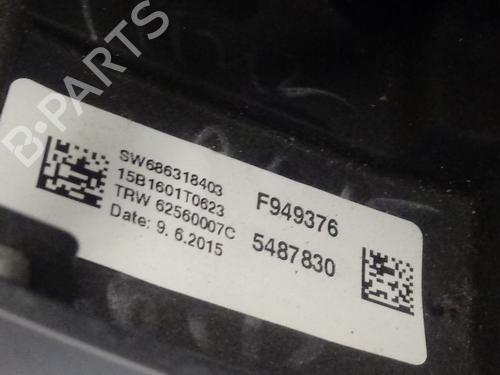 SW686318403
15B1601T0623
TRW 62560007C
Date: 9. 6.2015
F949376
5487830
B-PARTS